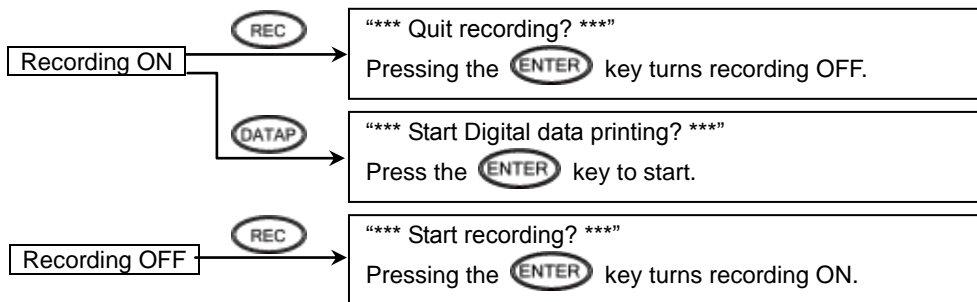 REC
"*** Quit recording? ***"
Recording ON
Pressing the ENTER key turns recording OFF.
DATAP
"*** Start Digital data printing? ***"
Press the ENTER key to start.
REC
"*** Start recording? ***"
Recording OFF
Pressing the ENTER key turns recording ON.